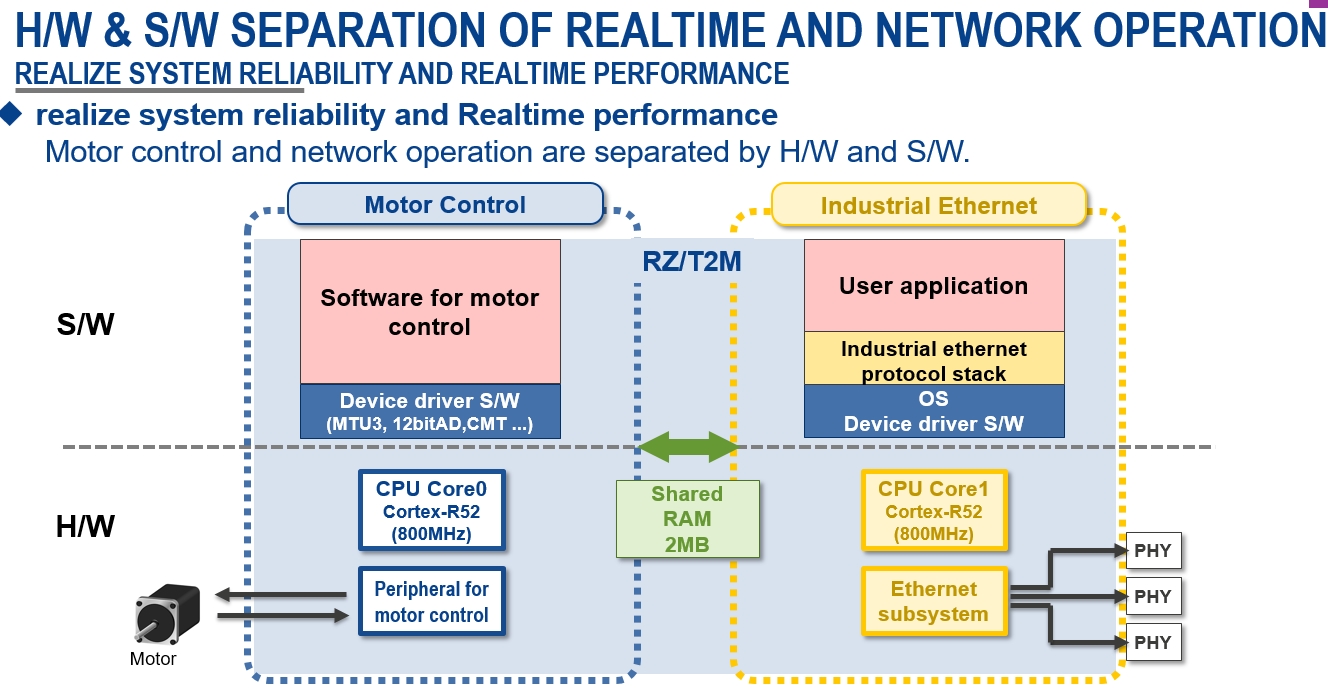 H/W & S/W SEPARATION OF REALTIME AND NETWORK OPERATION
REALIZE SYSTEM RELIABILITY AND REALTIME PERFORMANCE
realize system reliability and Realtime performance
Motor control and network operation are separated by H/W and S/W.
Motor Control
Industrial Ethernet
RZ/T2M
S/W
Software for motor
control
Device driver S/W
(MTU3, 12bitAD,CMT ...)
User application
Industrial ethernet
protocol stack
OS
Device driver S/W
H/W
CPU Core0
Cortex-R52
(800MHz)
Shared
RAM
2MB
CPU Core1
Cortex-R52
(800MHz)
Peripheral for
motor control
Ethernet
subsystem
PHY
PHY
PHY
Motor